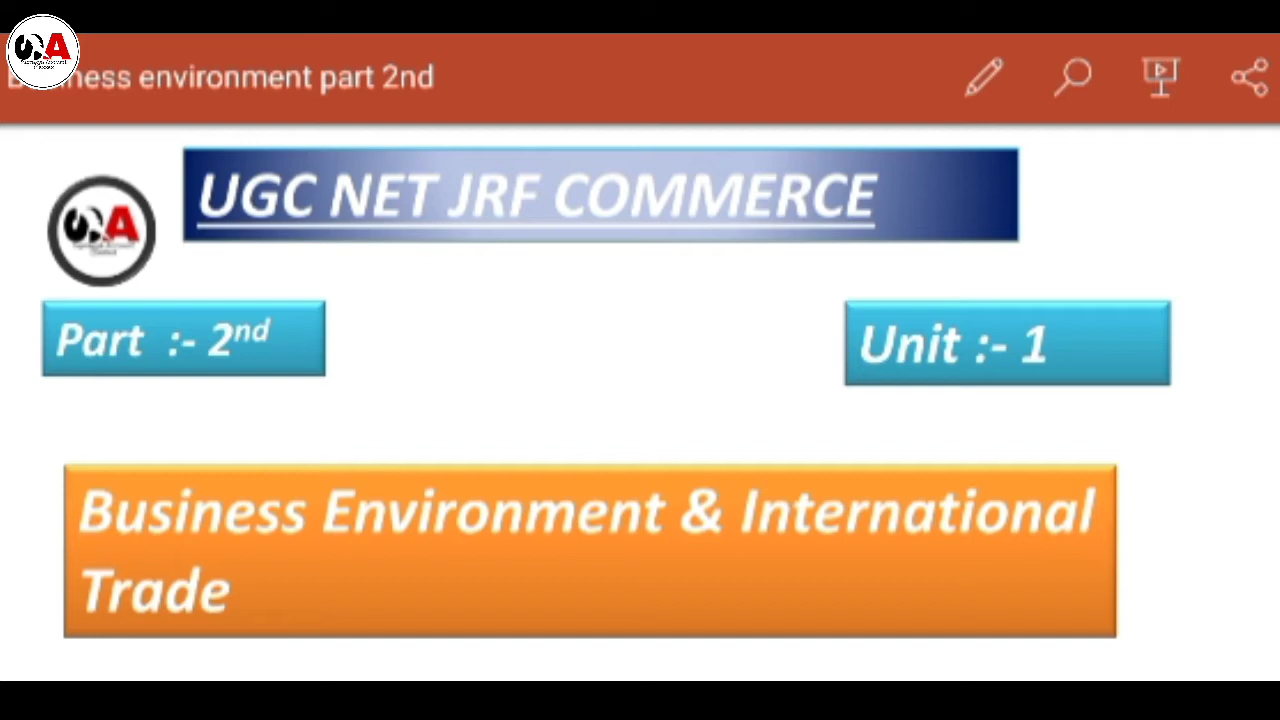 ness environment part 2nd
UGC NET JRF COMMERCE
Part :- 2nd
Unit :- 1
Business Environment & International
Trade